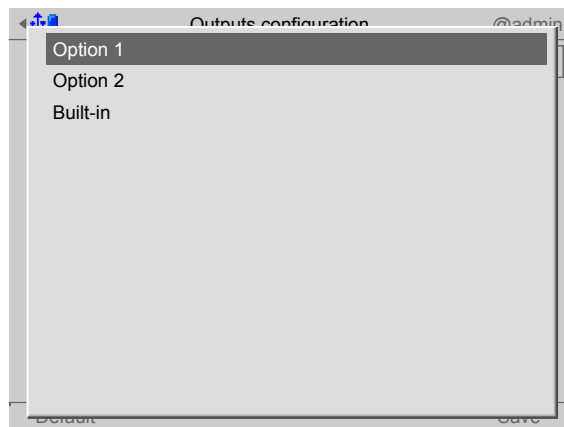 Outputs configuration @admin
Option 1
Option 2
Built-in
Default Save